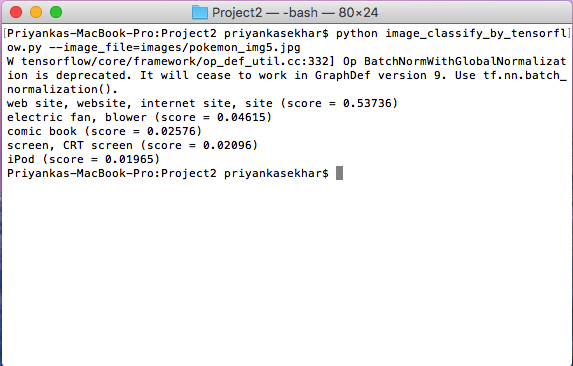 Project2 — -bash — 80×24
[Priyankas-MacBook-Pro:Project2 priyankasekhar$ python image_classify_by_tensorfl]
ow.py --image_file=images/pokemon_img5.jpg
W tensorflow/core/framework/op_def_util.cc:332] Op BatchNormWithGlobalNormalizat
ion is deprecated. It will cease to work in GraphDef version 9. Use tf.nn.batch_
normalization().
web site, website, internet site, site (score = 0.53736)
electric fan, blower (score = 0.04615)
comic book (score = 0.02576)
screen, CRT screen (score = 0.02096)
iPod (score = 0.01965)
Priyankas-MacBook-Pro:Project2 priyankasekhar$